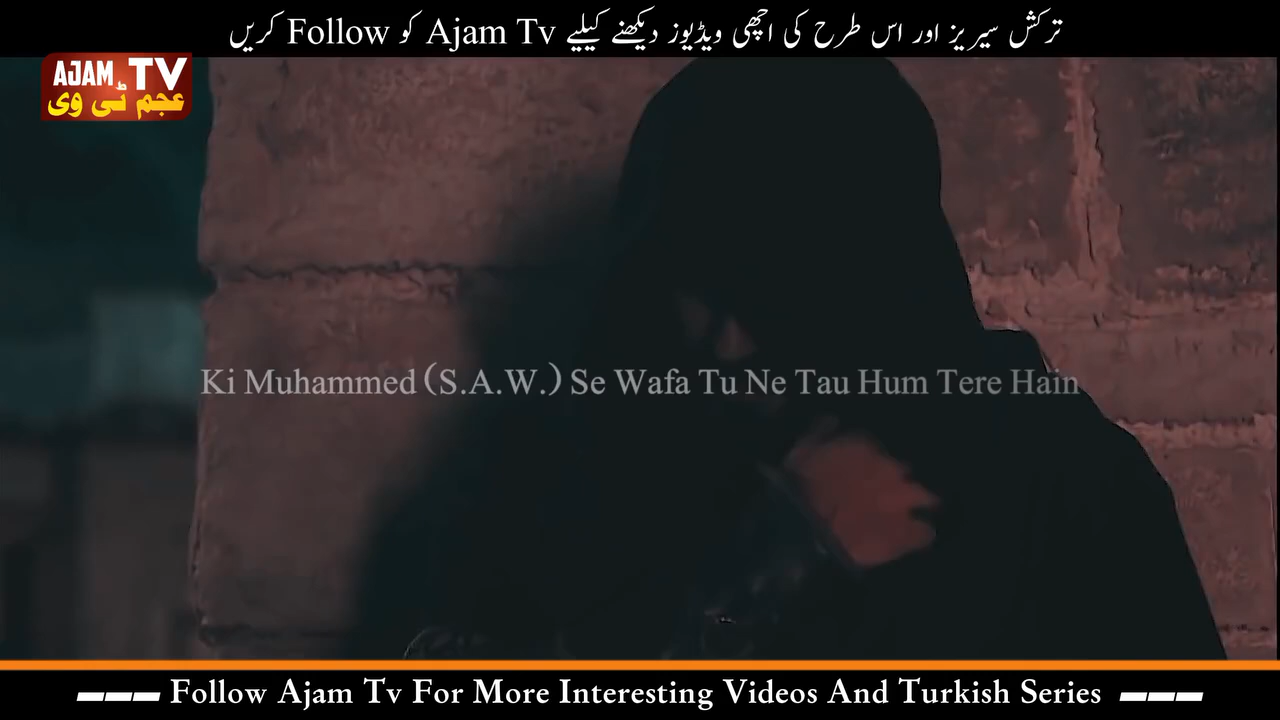 ترکش سیریز اور اس طرح کی اچھی ویڈیوز دیکھنے کیلیے Ajam Tv کو Follow کریں
AJAM TV
عجم ٹی وی
Ki Muhammed (S.A.W.) Se Wafa Tu Ne Tau Hum Tere Hain
Follow Ajam Tv For More Interesting Videos And Turkish Series